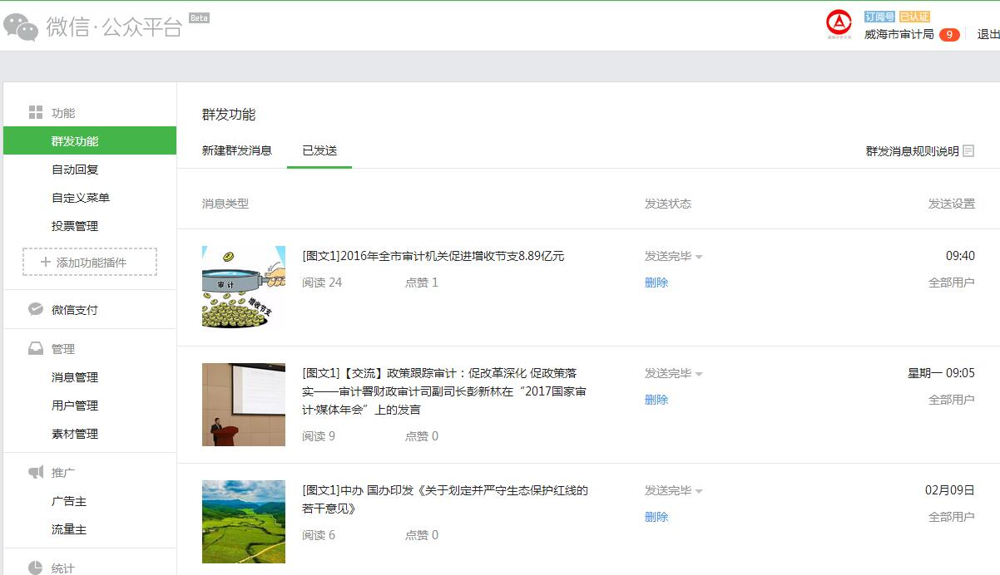 微信·公众平台 Beta
订阅号 已认证
威海市审计局 9 退出
功能
群发功能
自动回复
自定义菜单
投票管理
添加功能插件
微信支付
管理
消息管理
用户管理
素材管理
推广
广告主
流量主
统计
群发功能
新建群发消息 已发送 群发消息规则说明
消息类型 发送状态 发送设置
审计
增收节支
[图文1]2016年全市审计机关促进增收节支8.89亿元 发送完毕 09:40
阅读 24 点赞 1 删除 全部用户
[图文1]【交流】政策跟踪审计：促改革深化 促政策落 发送完毕 星期一 09:05
实——审计署财政审计司副司长彭新林在“2017国家审 删除 全部用户
计·媒体年会”上的发言
阅读 9 点赞 0
[图文1]中办 国办印发《关于划定并严守生态保护红线的 发送完毕 02月09日
若干意见》 删除 全部用户
阅读 6 点赞 0